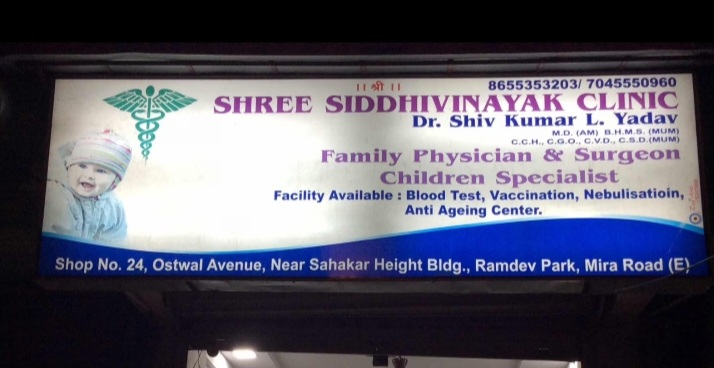 ।। श्री ।।
8655353203/ 7045550960
SHREE SIDDHIVINAYAK CLINIC
Dr. Shiv Kumar L. Yadav
M.D. (AM) B.H.M.S. (MUM)
C.C.H., C.G.O., C.V.D., C.S.D.(MUM)
Family Physician & Surgeon
Children Specialist
Facility Available : Blood Test, Vaccination, Nebulisatioin,
Anti Ageing Center.
Shop No. 24, Ostwal Avenue, Near Sahakar Height Bldg., Ramdev Park, Mira Road (E)